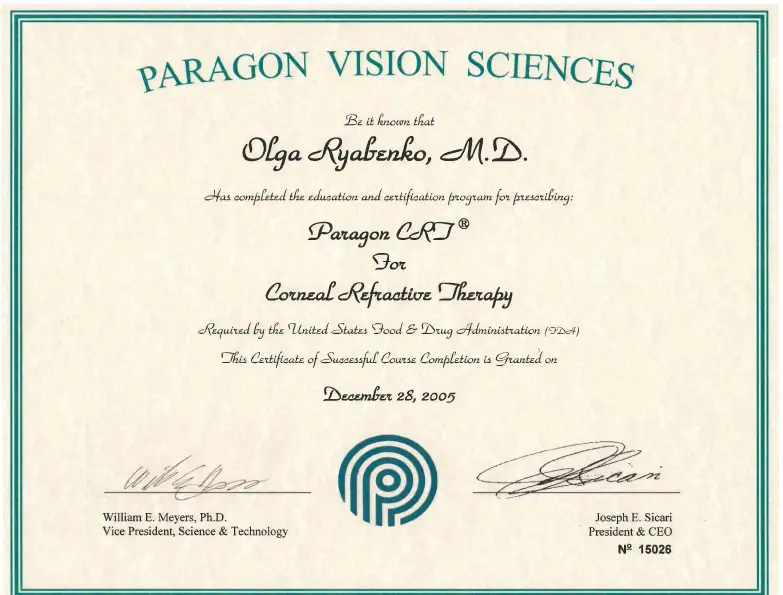 PARAGON VISION SCIENCES
Be it known that
Olga Ryabenko, M.D.
Has completed the education and certification program for prescribing:
Paragon CRT®
For
Corneal Refractive Therapy
Required by the United States Food & Drug Administration (FDA)
This Certificate of Successful Course Completion is Granted on
December 28, 2005
William E. Meyers, Ph.D.
Vice President, Science & Technology
Joseph E. Sicari
President & CEO
Nº 15026